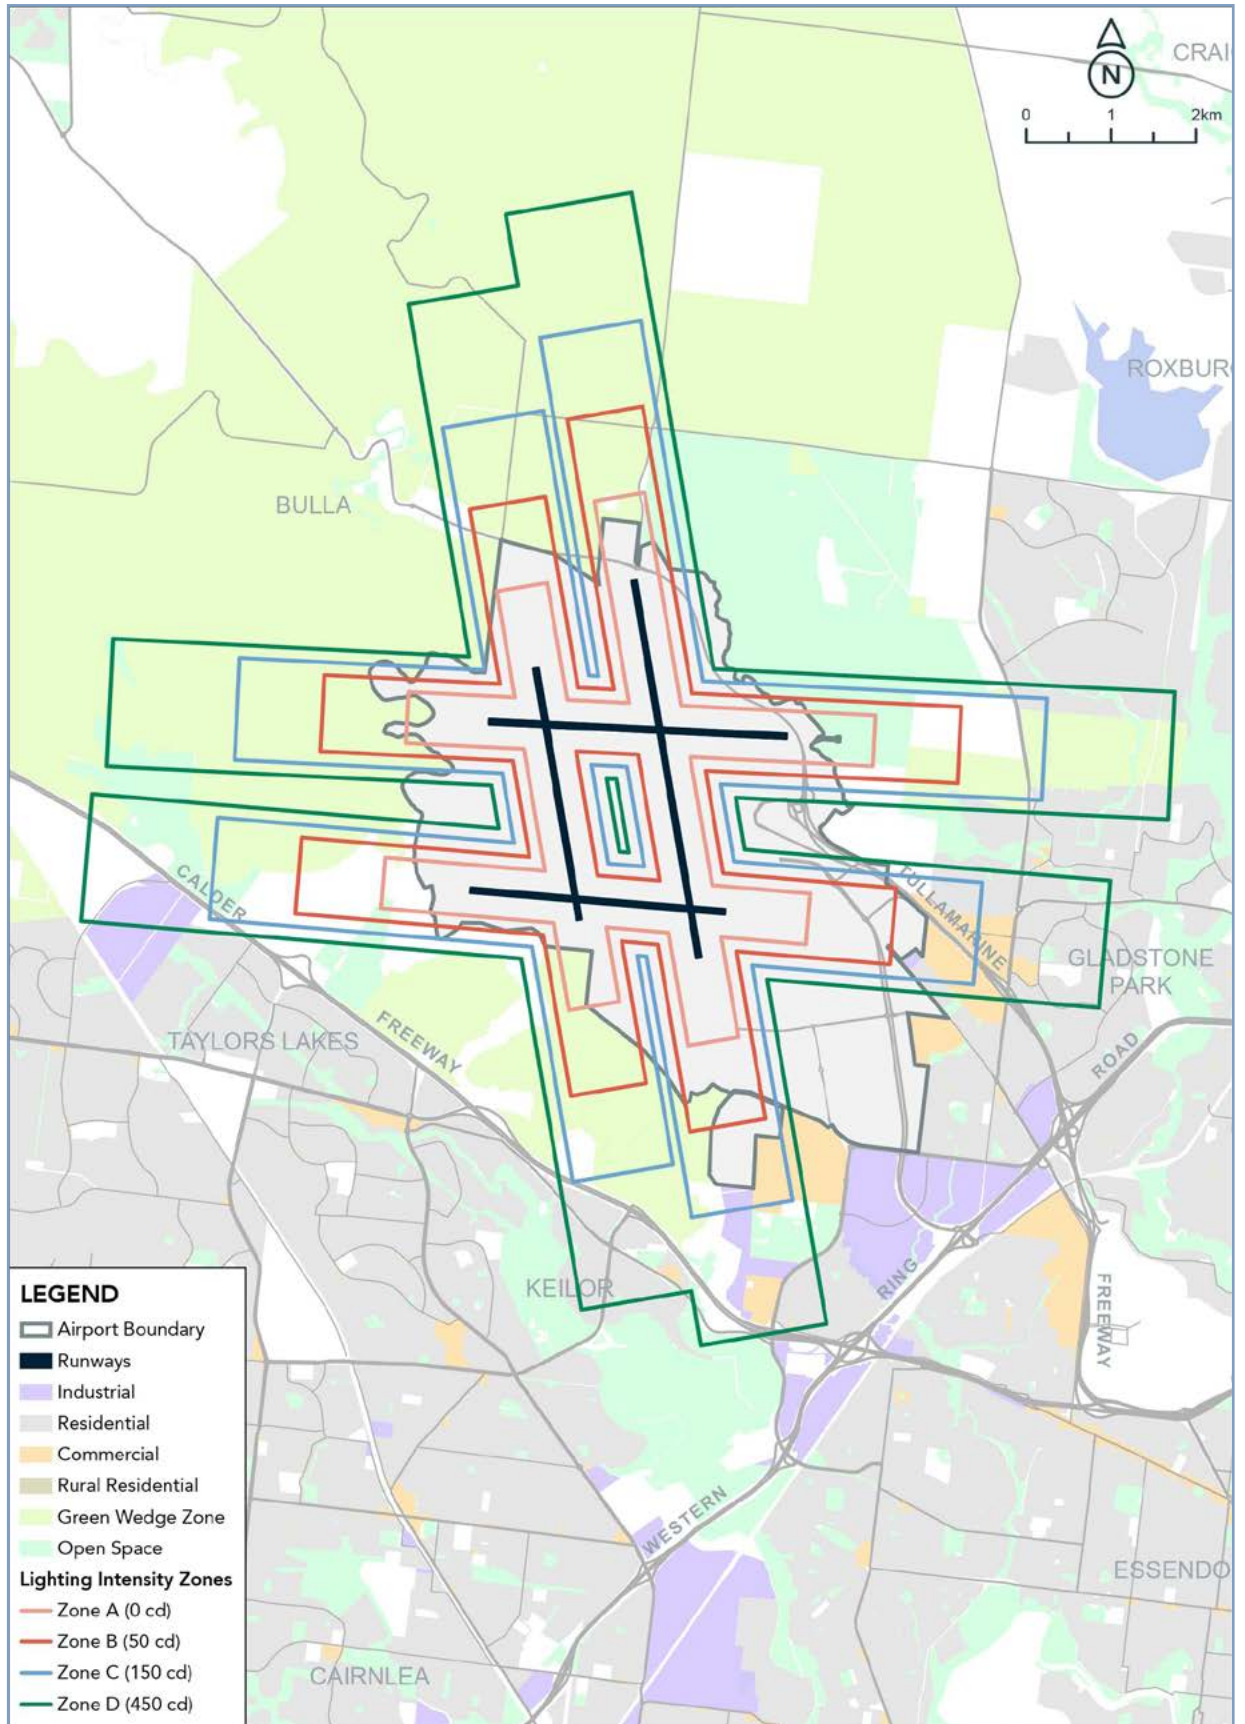 CRAI
N
0 1 2km
ROXBUR
BULLA
CALDER
TULLAMARINE
GLADSTONE
PARK
TAYLORS LAKES
FREEWAY
ROAD
KEILOR
RING
FREEWAY
WESTERN
ESSENDO
CAIRNLEA
LEGEND
Airport Boundary
Runways
Industrial
Residential
Commercial
Rural Residential
Green Wedge Zone
Open Space
Lighting Intensity Zones
Zone A (0 cd)
Zone B (50 cd)
Zone C (150 cd)
Zone D (450 cd)